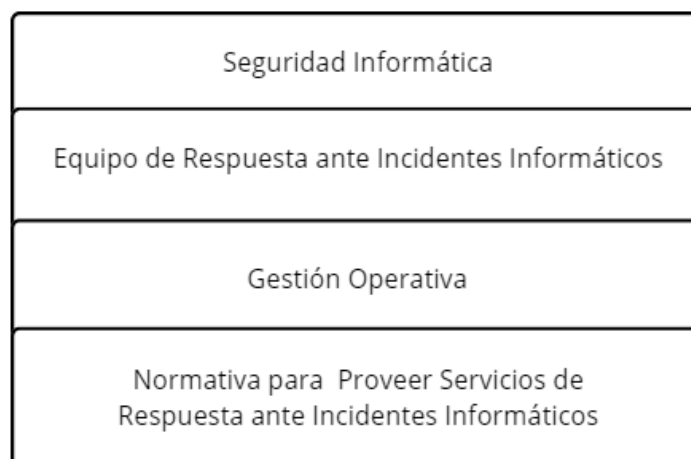 Seguridad Informática
Equipo de Respuesta ante Incidentes Informáticos
Gestión Operativa
Normativa para  Proveer Servicios de
Respuesta ante Incidentes Informáticos